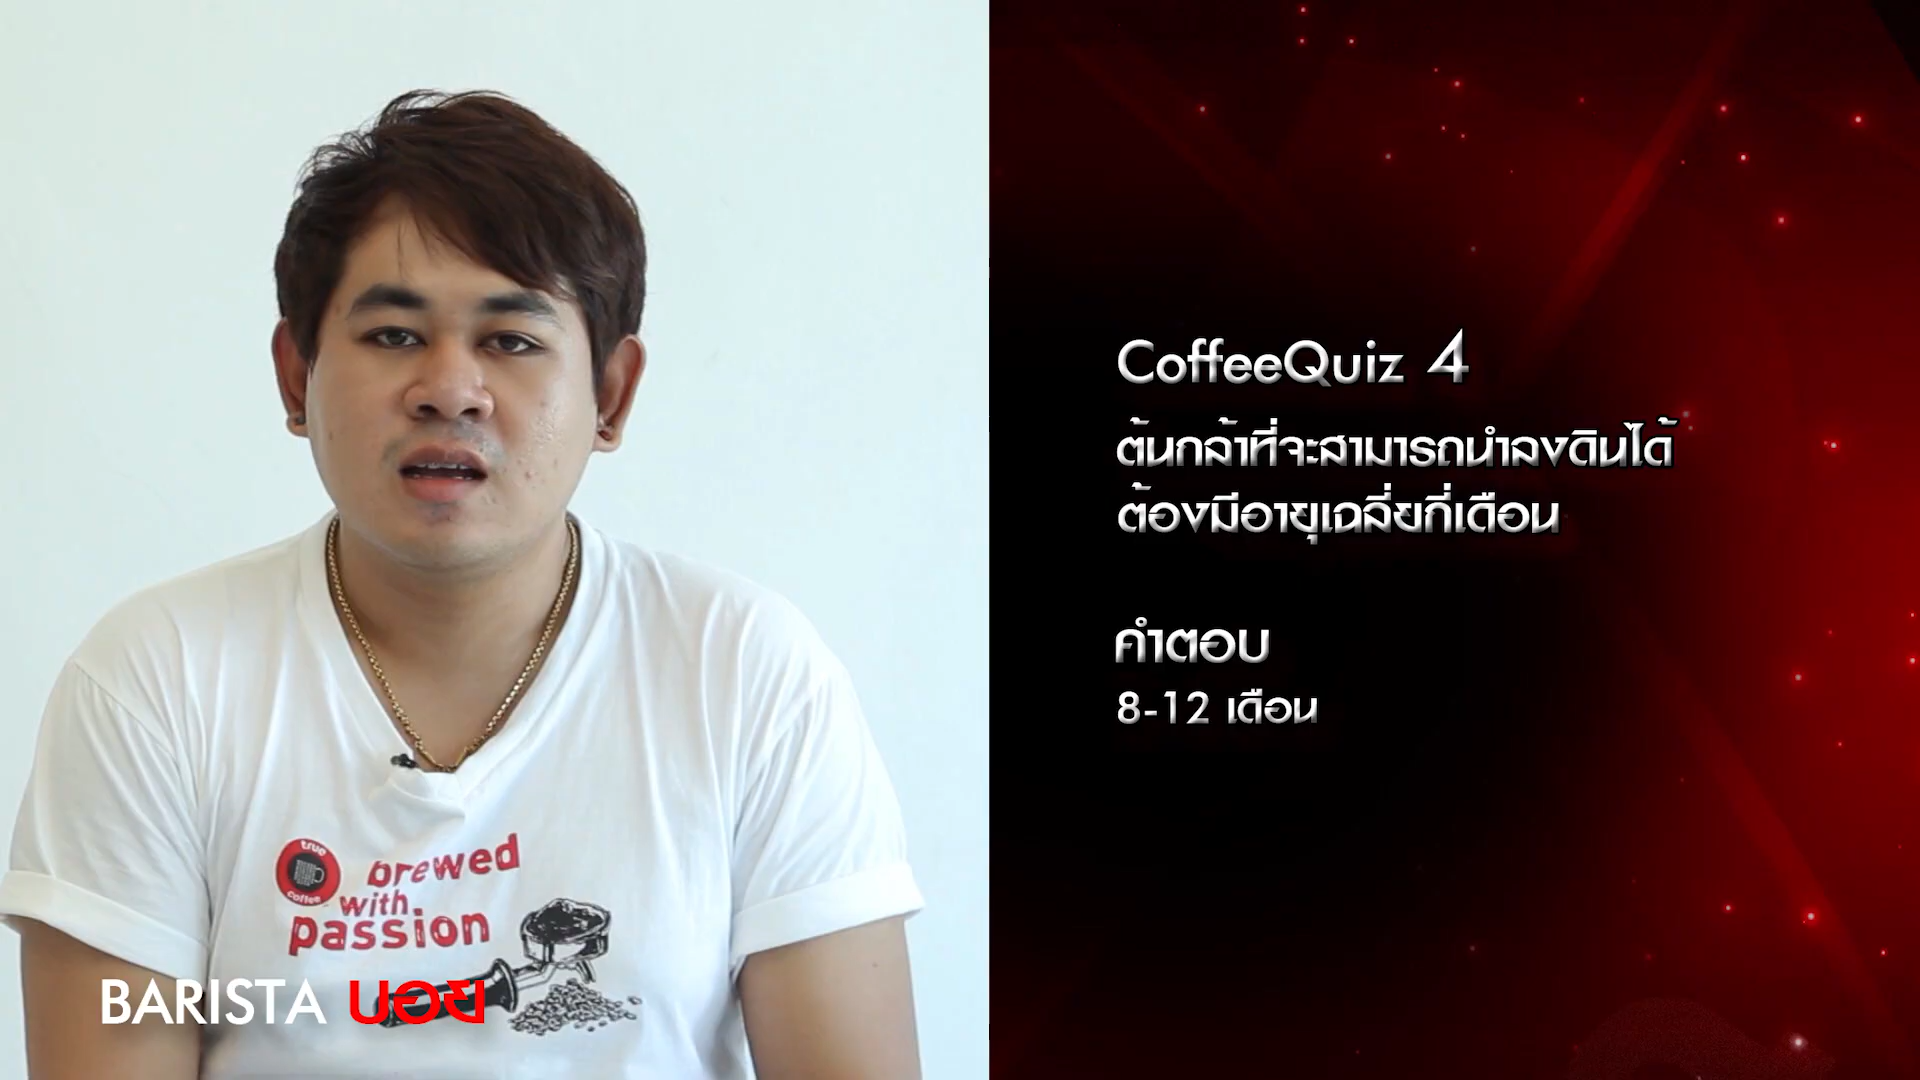 CoffeeQuiz 4
ต้นกล้าที่จะสามารถนำลงดินได้
ต้องมีอายุเฉลี่ยกี่เดือน
คำตอบ
8-12 เดือน
true
coffee
brewed
with
passion
BARISTA บอย